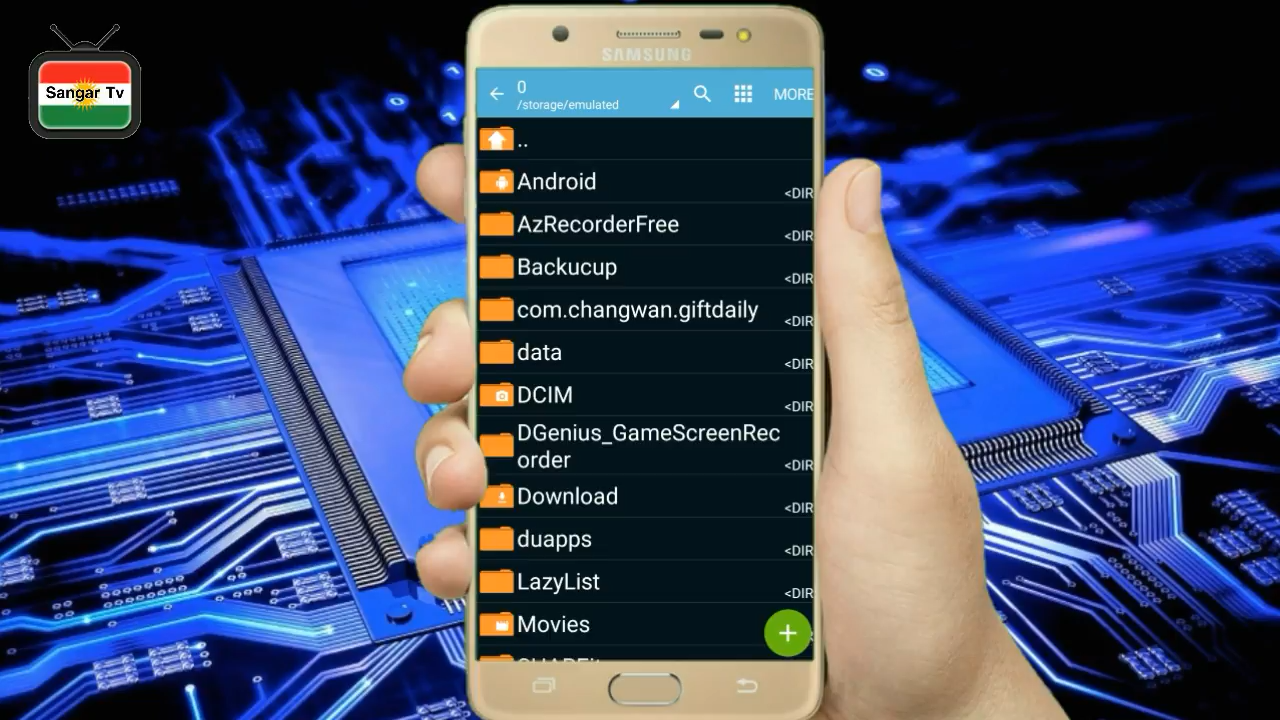 Sangar Tv
SAMSUNG
0
/storage/emulated
MORE
..
Android
<DIR
AzRecorderFree
<DIR
Backucup
<DIR
com.changwan.giftdaily
<DIR
data
<DIR
DCIM
<DIR
DGenius_GameScreenRec
order
<DIR
Download
<DIR
duapps
<DIR
LazyList
<DIR
Movies